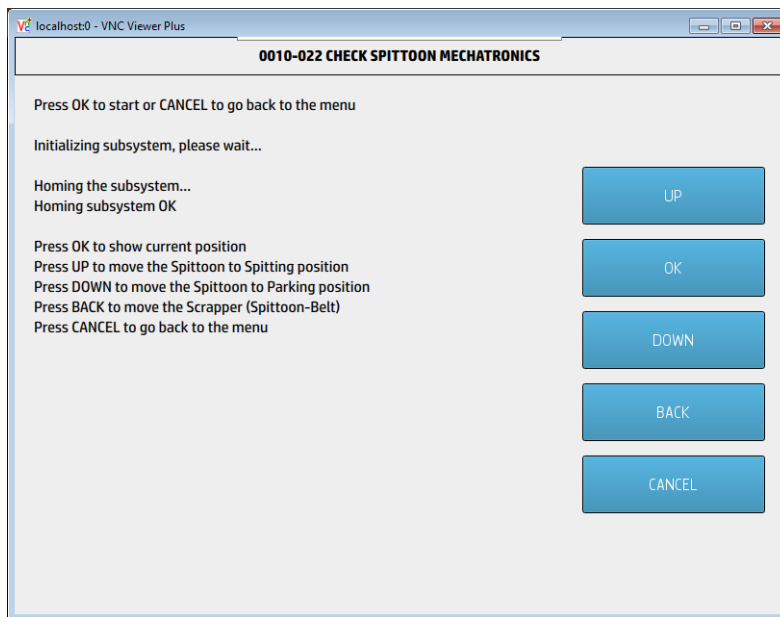 localhost:0 - VNC Viewer Plus
0010-022 CHECK SPITTOON MECHATRONICS
Press OK to start or CANCEL to go back to the menu
Initializing subsystem, please wait...
Homing the subsystem...
Homing subsystem OK
Press OK to show current position
Press UP to move the Spittoon to Spitting position
Press DOWN to move the Spittoon to Parking position
Press BACK to move the Scrapper (Spittoon-Belt)
Press CANCEL to go back to the menu
UP
OK
DOWN
BACK
CANCEL